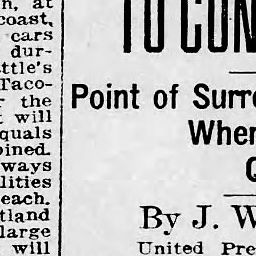 n, at
coast,
cars
dur-
ttle's
Taco-
r the
t will
quals
bined.
ways
lities
each.
tland
large
will
TO CON
Point of Surre
Wher
Q
By J. W
United Pre